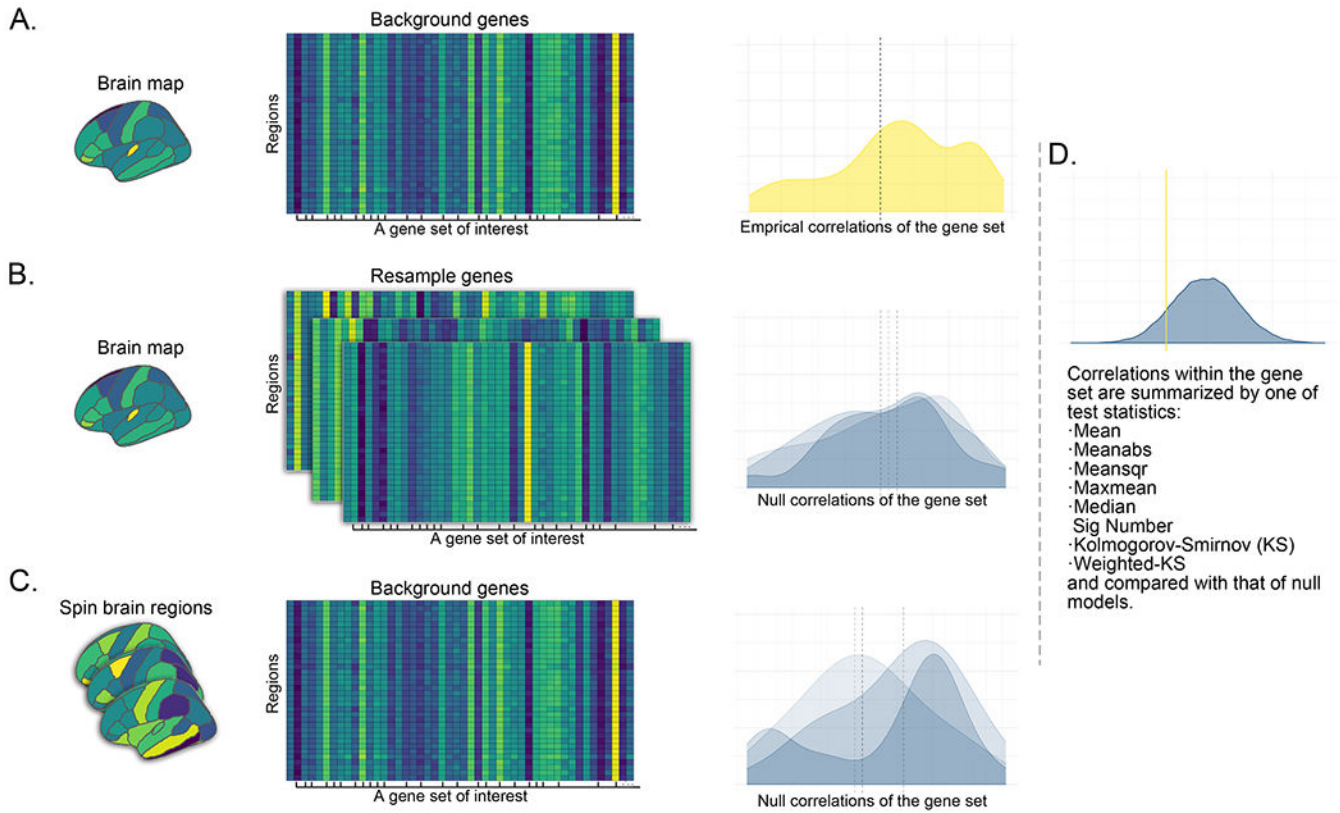 A.
Background genes
Brain map
Regions
A gene set of interest
Emprical correlations of the gene set
B.
Resample genes
Brain map
Regions
A gene set of interest
Null correlations of the gene set
C.
Background genes
Spin brain regions
Regions
A gene set of interest
Null correlations of the gene set
D.
Correlations within the gene
set are summarized by one of
test statistics:
·Mean
·Meanabs
·Meansqr
·Maxmean
·Median
Sig Number
·Kolmogorov-Smirnov (KS)
·Weighted-KS
and compared with that of null
models.